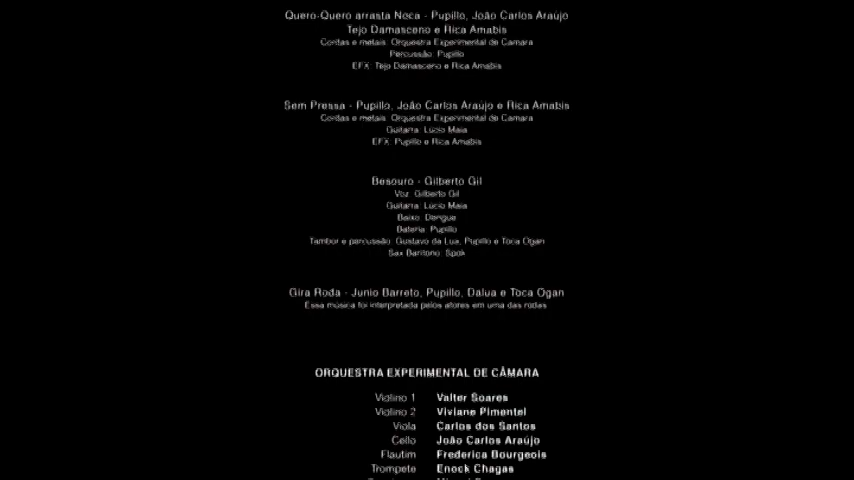 Quero-Quero arrasta Noca - Pupillo, João Carlos Araújo
Tejo Damasceno e Rica Amabis
Cordas e metais: Orquestra Experimental de Câmara
Percussão: Pupillo
EFX: Tejo Damasceno e Rica Amabis
Sem Pressa - Pupillo, João Carlos Araújo e Rica Amabis
Cordas e metais: Orquestra Experimental de Câmara
Guitarra: Lúcio Maia
EFX: Pupillo e Rica Amabis
Besouro - Gilberto Gil
Voz: Gilberto Gil
Guitarra: Lúcio Maia
Baixo: Dengue
Bateria: Pupillo
Tambor e percussão: Gustavo da Lua, Pupillo e Toca Ogan
Sax Barítono: Spok
Gira Roda - Junio Barreto, Pupillo, Dalua e Toca Ogan
Essa música foi interpretada pelos atores em uma das rodas
ORQUESTRA EXPERIMENTAL DE CÂMARA
Violino 1 Valter Soares
Violino 2 Viviane Pimentel
Viola Carlos dos Santos
Cello João Carlos Araújo
Flautim Frederica Bourgeois
Trompete Enock Chagas